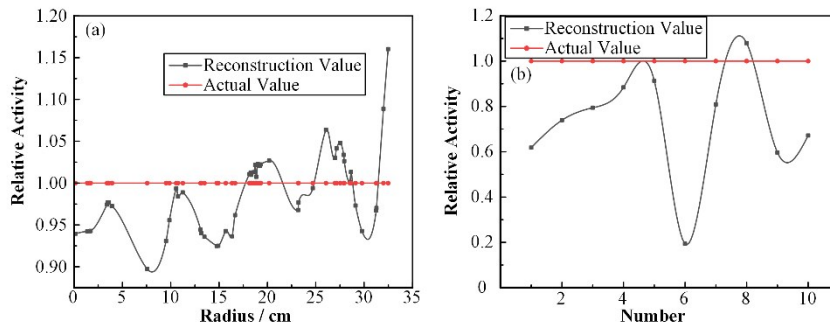 (a)
Reconstruction Value
Actual Value
Relative Activity
1.20
1.15
1.10
1.05
1.00
0.95
0.90
0 5 10 15 20 25 30 35
Radius / cm
Reconstruction Value
Actual Value
(b)
Relative Activity
1.2
1.0
0.8
0.6
0.4
0.2
0
2 4 6 8 10
Number